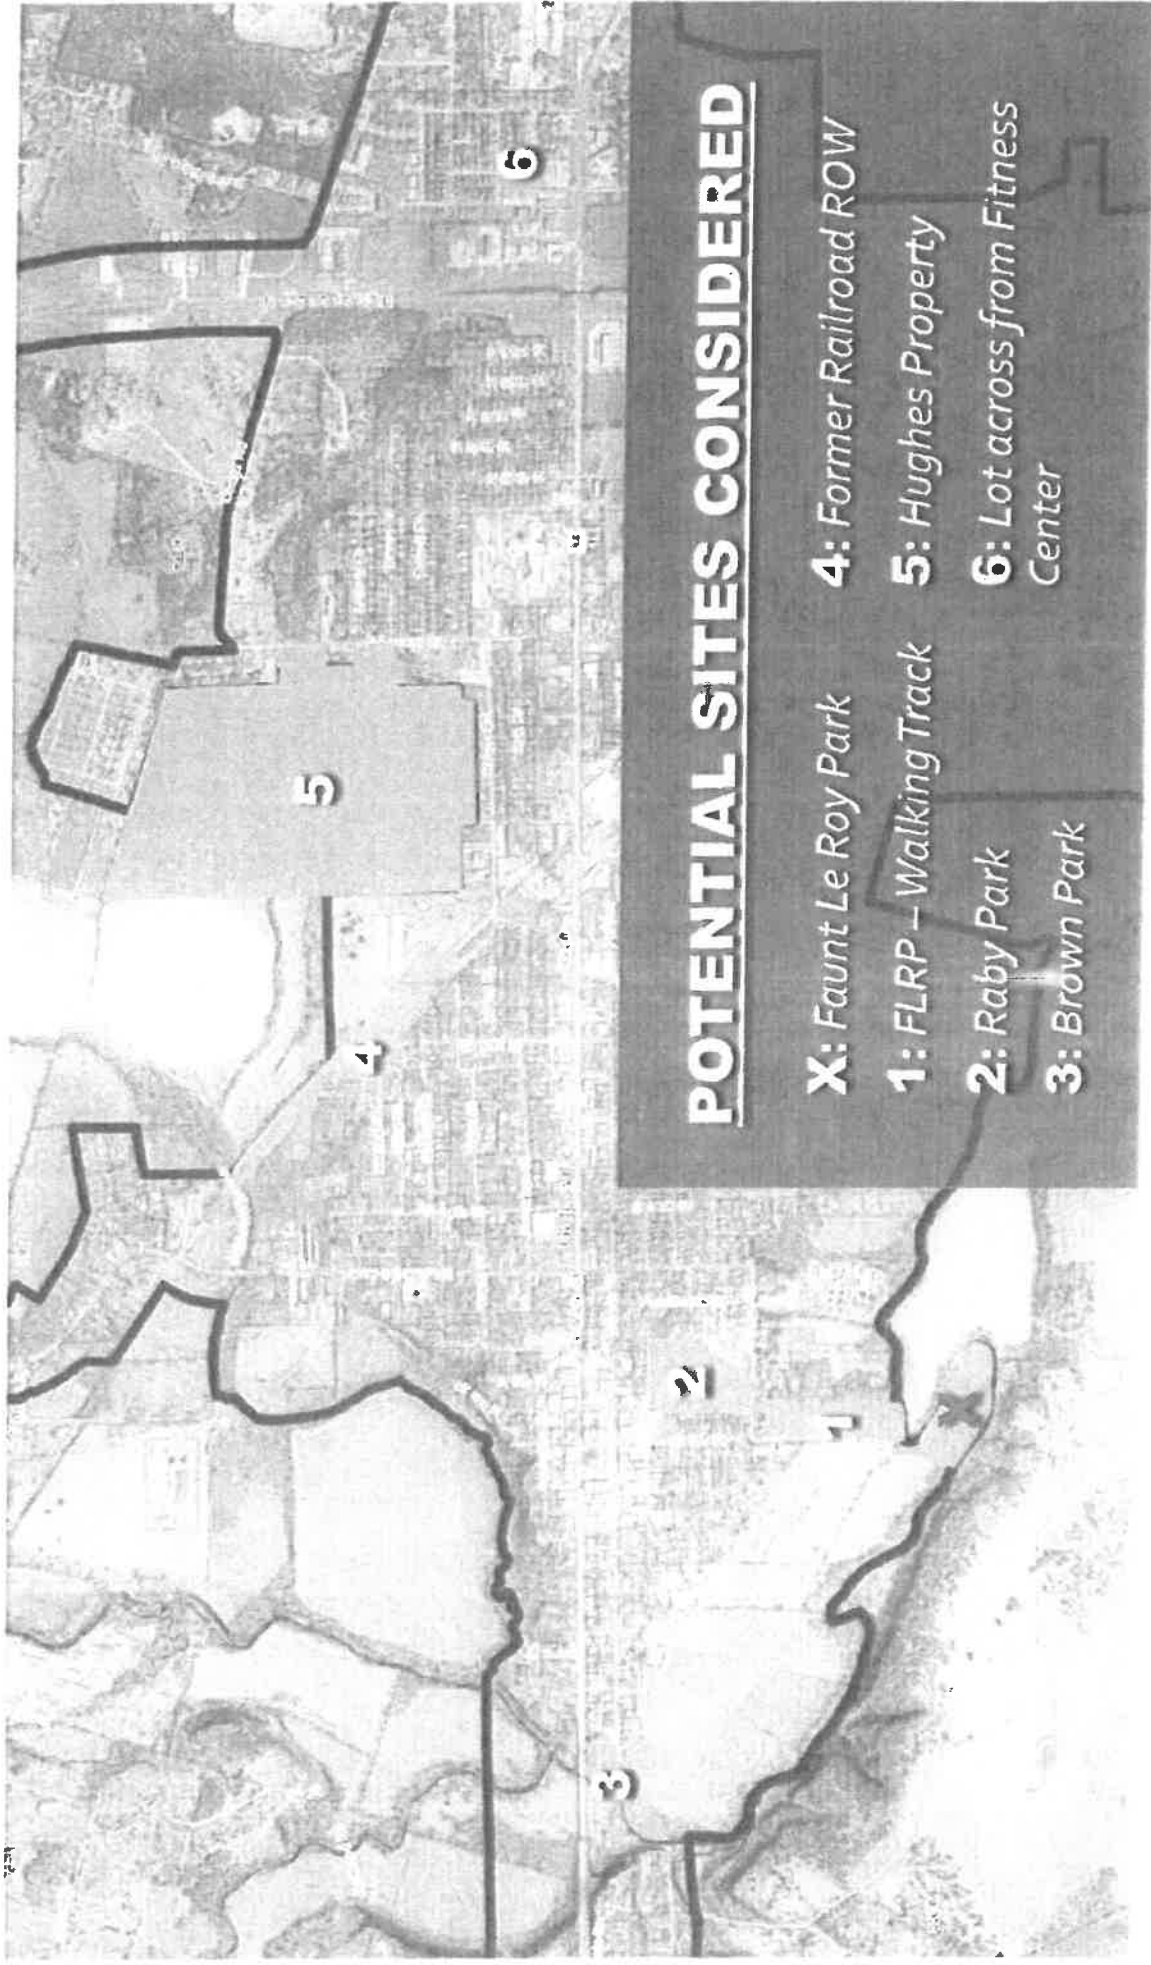 POTENTIAL SITES CONSIDERED
X: Faunt Le Roy Park
1: FLRP – Walking Track
2: Raby Park
3: Brown Park
4: Former Railroad ROW
5: Hughes Property
6: Lot across from Fitness
Center
3
2
1
X
4
5
6